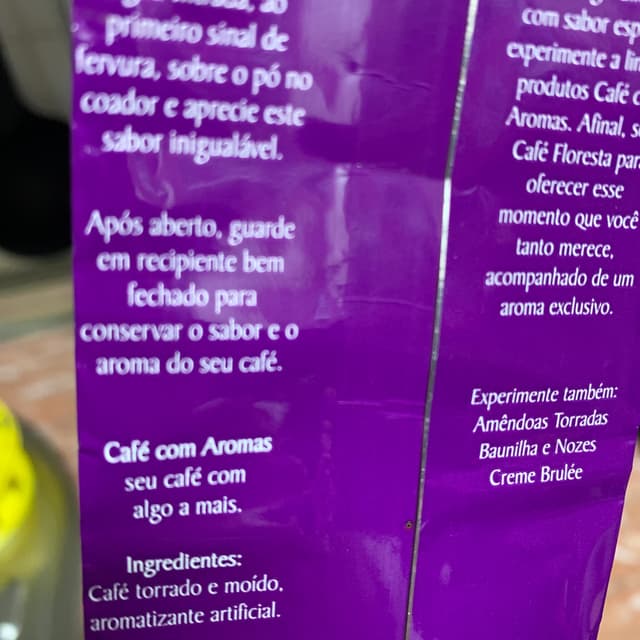 primeiro sinal de
fervura, sobre o pó no
coador e aprecie este
sabor inigualável.
Após aberto, guarde
em recipiente bem
fechado para
conservar o sabor e o
aroma do seu café.
Café com Aromas
seu café com
algo a mais.
Ingredientes:
Café torrado e moído,
aromatizante artificial.
com sabor
experimente a
produtos Café
Aromas. Afinal,
Café Floresta
oferecer esse
momento que você
tanto merece,
acompanhado de um
aroma exclusivo.
Experimente também:
Amêndoas Torradas
Baunilha e Nozes
Creme Brulée